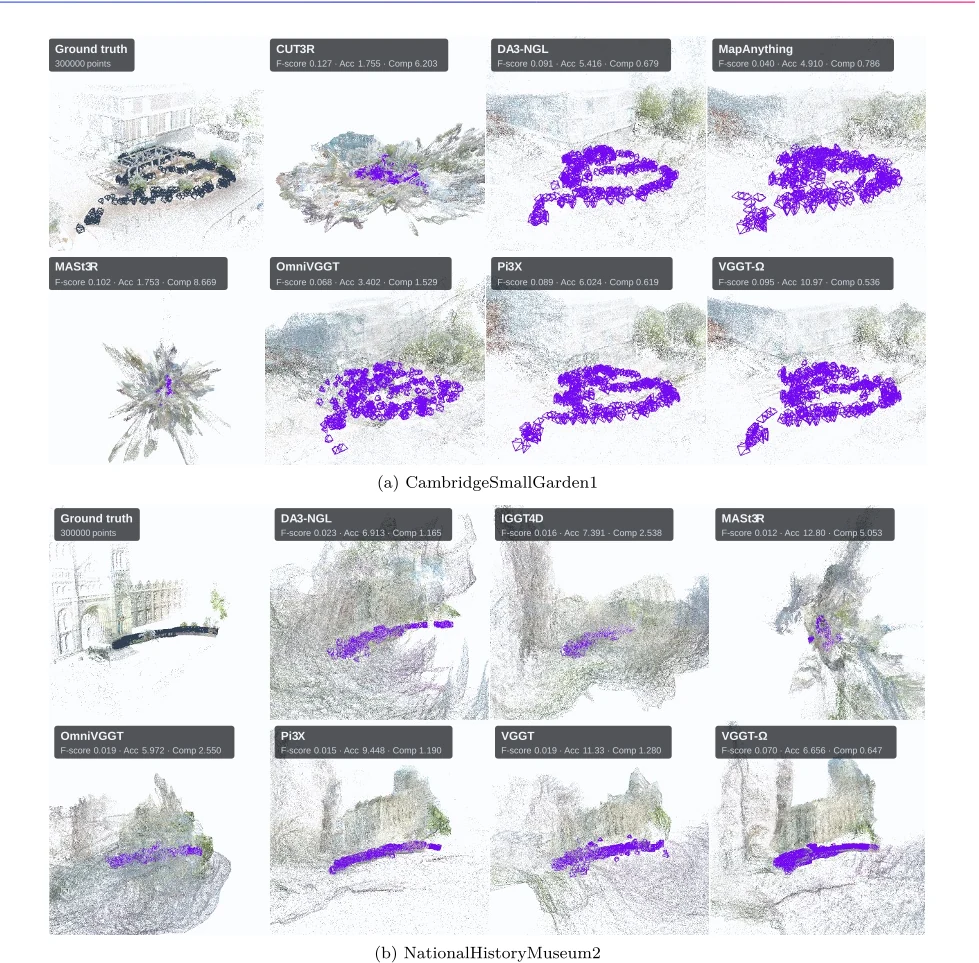 Ground truth
300000 points
CUT3R
F-score 0.127 · Acc 1.755 · Comp 6.203
DA3-NGL
F-score 0.091 · Acc 5.416 · Comp 0.679
MapAnything
F-score 0.040 · Acc 4.910 · Comp 0.786
MASt3R
F-score 0.102 · Acc 1.753 · Comp 8.669
OmniVGGT
F-score 0.068 · Acc 3.402 · Comp 1.529
Pi3X
F-score 0.089 · Acc 6.024 · Comp 0.619
VGGT-Ω
F-score 0.095 · Acc 10.97 · Comp 0.536
(a) CambridgeSmallGarden1
Ground truth
300000 points
DA3-NGL
F-score 0.023 · Acc 6.913 · Comp 1.165
IGGT4D
F-score 0.016 · Acc 7.391 · Comp 2.538
MASt3R
F-score 0.012 · Acc 12.80 · Comp 5.053
OmniVGGT
F-score 0.019 · Acc 5.972 · Comp 2.550
Pi3X
F-score 0.015 · Acc 9.448 · Comp 1.190
VGGT
F-score 0.019 · Acc 11.33 · Comp 1.280
VGGT-Ω
F-score 0.070 · Acc 6.656 · Comp 0.647
(b) NationalHistoryMuseum2